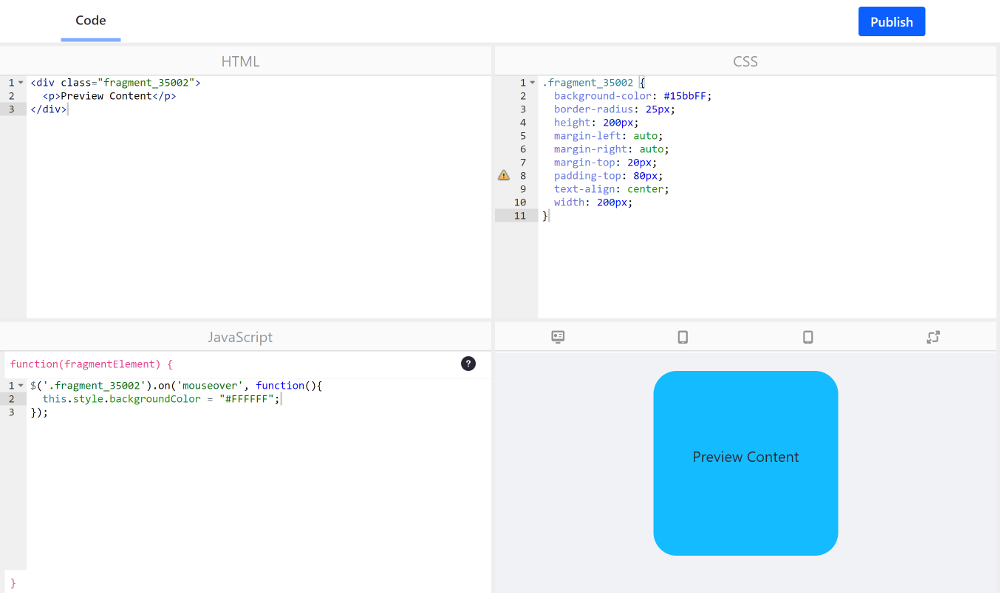 Code
Publish
HTML
1 <div class="fragment_35002">
2   <p>Preview Content</p>
3 </div>
CSS
1 .fragment_35002 {
2   background-color: #15bbFF;
3   border-radius: 25px;
4   height: 200px;
5   margin-left: auto;
6   margin-right: auto;
7   margin-top: 20px;
8   padding-top: 80px;
9   text-align: center;
10   width: 200px;
11 }
JavaScript
function(fragmentElement) {
?
1 $('.fragment_35002').on('mouseover', function(){
2   this.style.backgroundColor = "#FFFFFF";
3 });
}
Preview Content